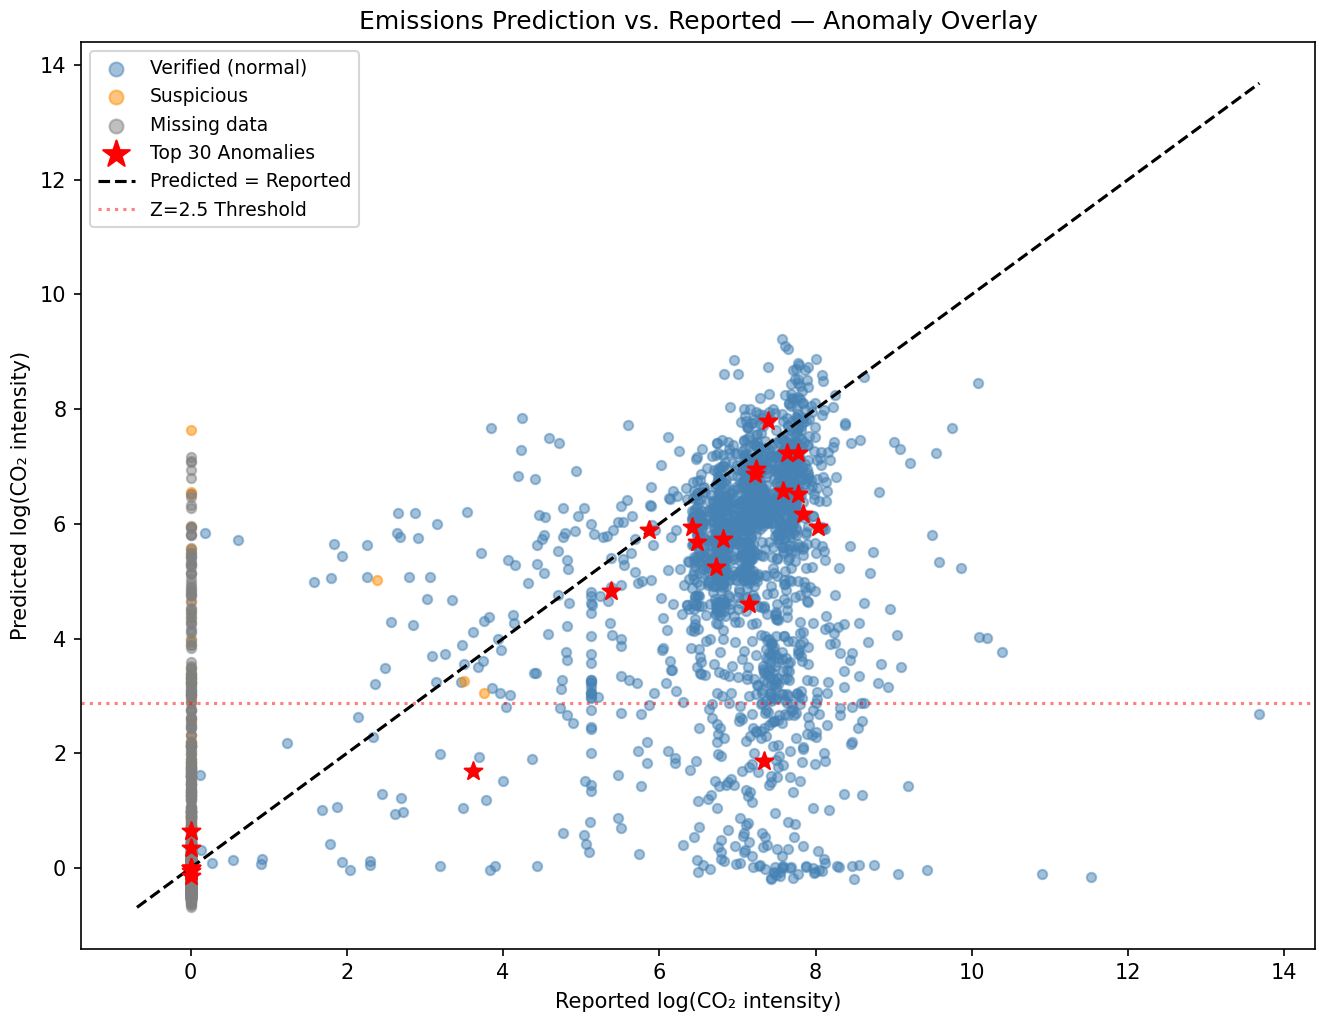 Emissions Prediction vs. Reported — Anomaly Overlay
Verified (normal)
Suspicious
Missing data
Top 30 Anomalies
Predicted = Reported
Z=2.5 Threshold
14
12
10
8
6
4
2
0
Predicted log(CO₂ intensity)
0 2 4 6 8 10 12 14
Reported log(CO₂ intensity)